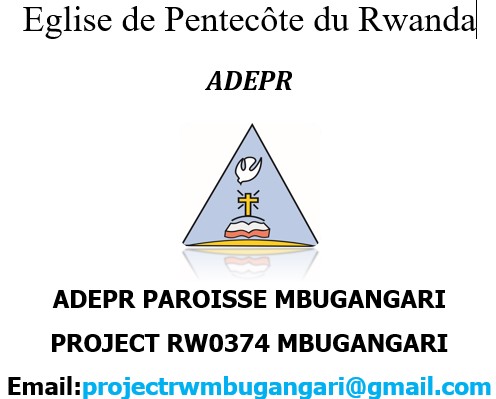 Eglise de Pentecôte du Rwanda
ADEPR
ADEPR PAROISSE MBUGANGARI
PROJECT RW0374 MBUGANGARI
Email:projectrwmbugangari@gmail.com